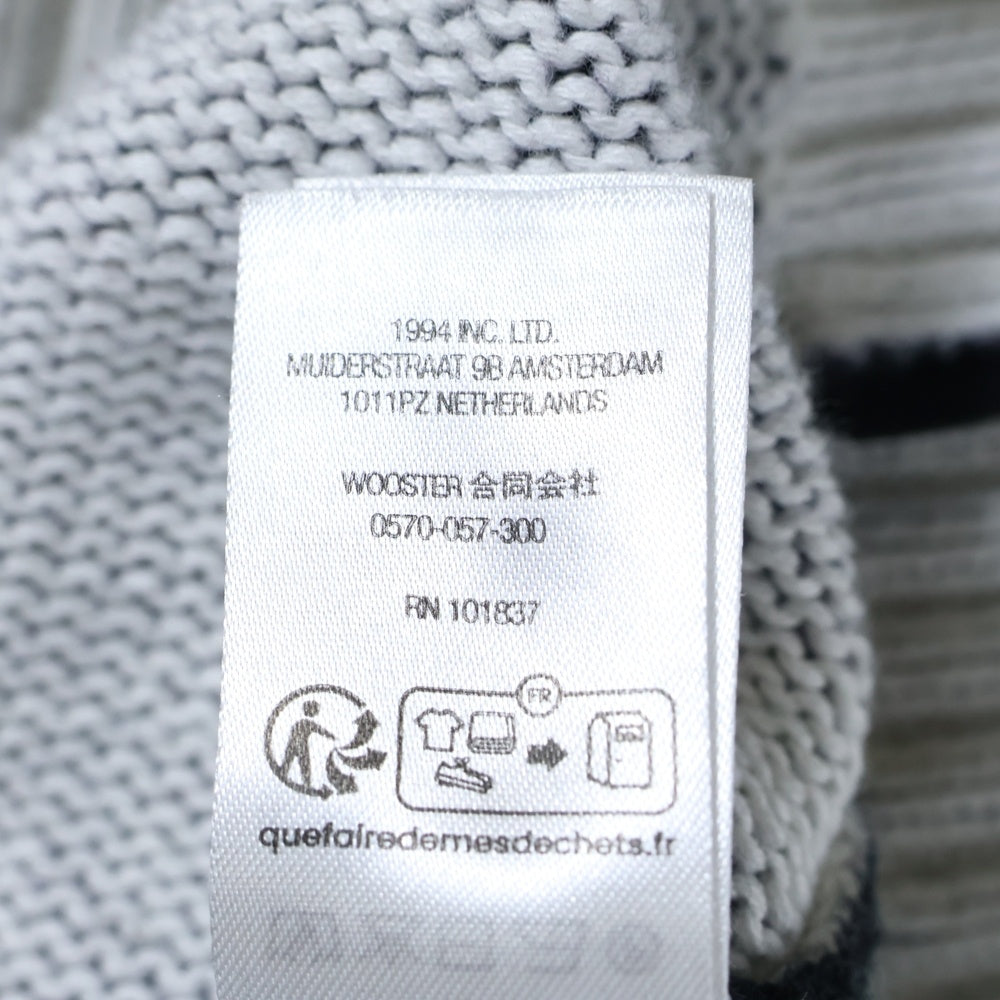 1994 INC. LTD.
MUIDERSTRAAT 9B AMSTERDAM
1011PZ NETHERLANDS
WOOSTER 合同会社
0570-057-300
RN 101837
FR
quefairedemesdechets.fr